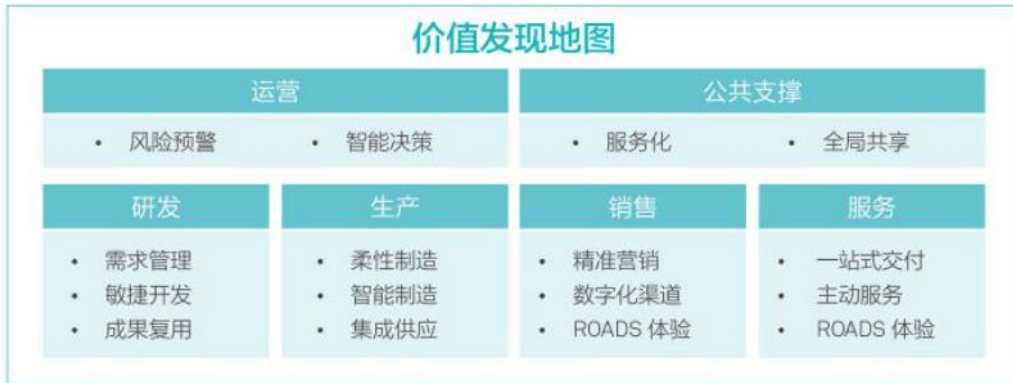 价值发现地图
运营
• 风险预警
• 智能决策
公共支撑
• 服务化
• 全局共享
研发
• 需求管理
• 敏捷开发
• 成果复用
生产
• 柔性制造
• 智能制造
• 集成供应
销售
• 精准营销
• 数字化渠道
• ROADS 体验
服务
• 一站式交付
• 主动服务
• ROADS 体验